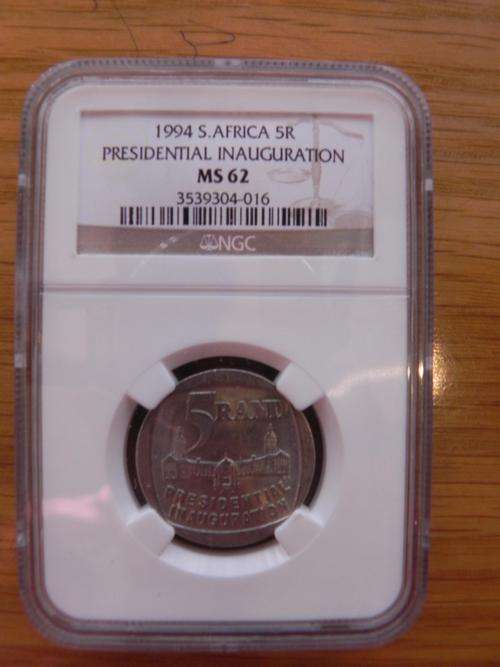 1994 S.AFRICA 5R
PRESIDENTIAL INAUGURATION
MS 62
3539304-016
NGC
5 RAND
PRESIDENTIAL
INAUGURATION